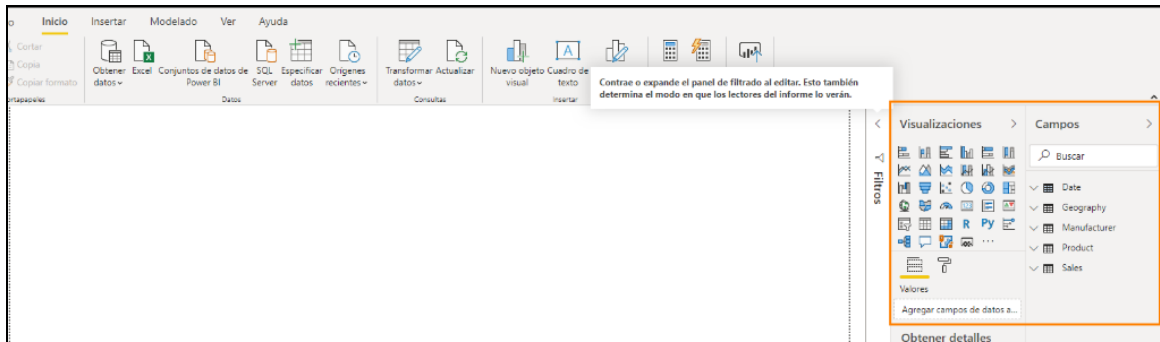 Inicio Insertar Modelado Ver Ayuda
Cortar
Copia
Copiar formato
Obtener datos
Excel
Conjuntos de datos de Power BI
SQL Server
Especificar datos
Orígenes recientes
Transformar datos
Actualizar
Nuevo objeto visual
Cuadro de texto
Datos
Consultas
Insertar
Contrae o expande el panel de filtrado al editar. Esto también
determina el modo en que los lectores del informe lo verán.
Filtros
Visualizaciones
R Py
Valores
Agregar campos de datos a...
Obtener detalles
Campos
Buscar
Date
Geography
Manufacturer
Product
Sales